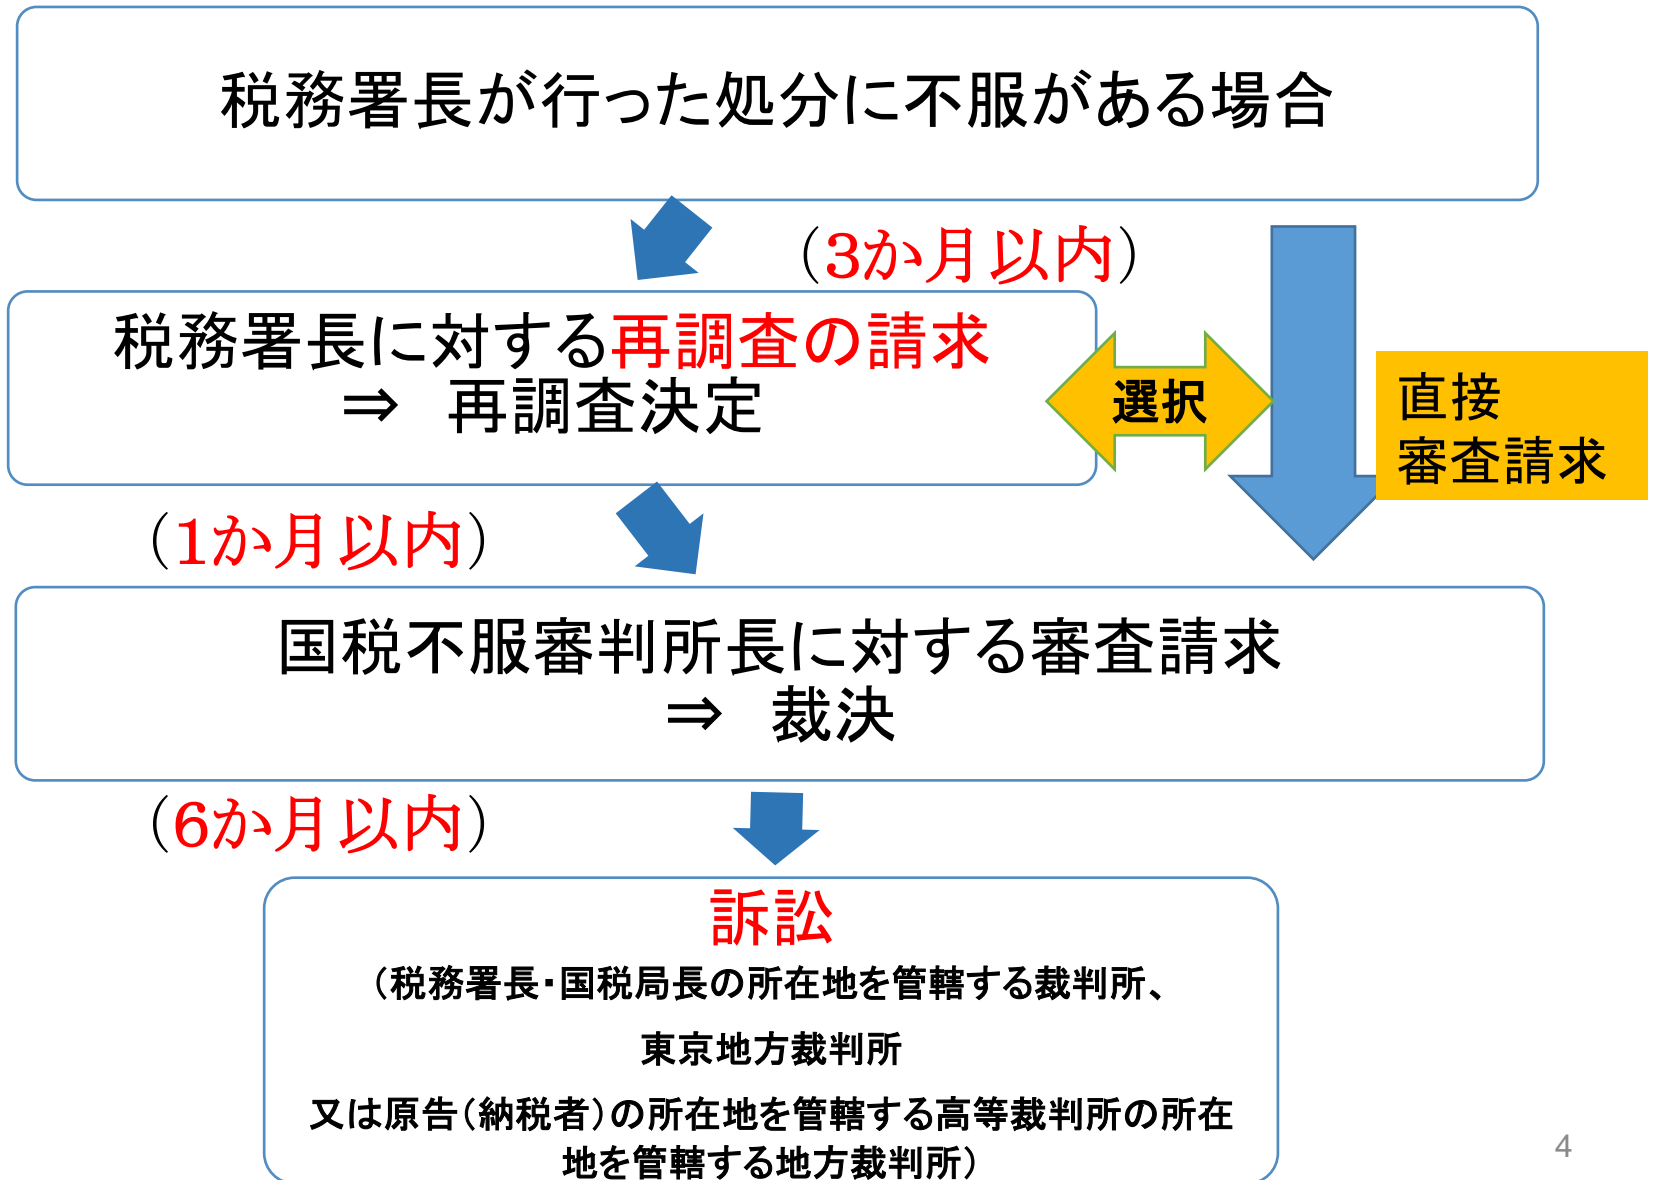 税務署長が行った処分に不服がある場合
（3か月以内）
税務署長に対する再調査の請求
⇒　再調査決定
選択
直接
審査請求
（1か月以内）
国税不服審判所長に対する審査請求
⇒　裁決
（6か月以内）
訴訟
（税務署長・国税局長の所在地を管轄する裁判所、
東京地方裁判所
又は原告（納税者）の所在地を管轄する高等裁判所の所在
地を管轄する地方裁判所）
4